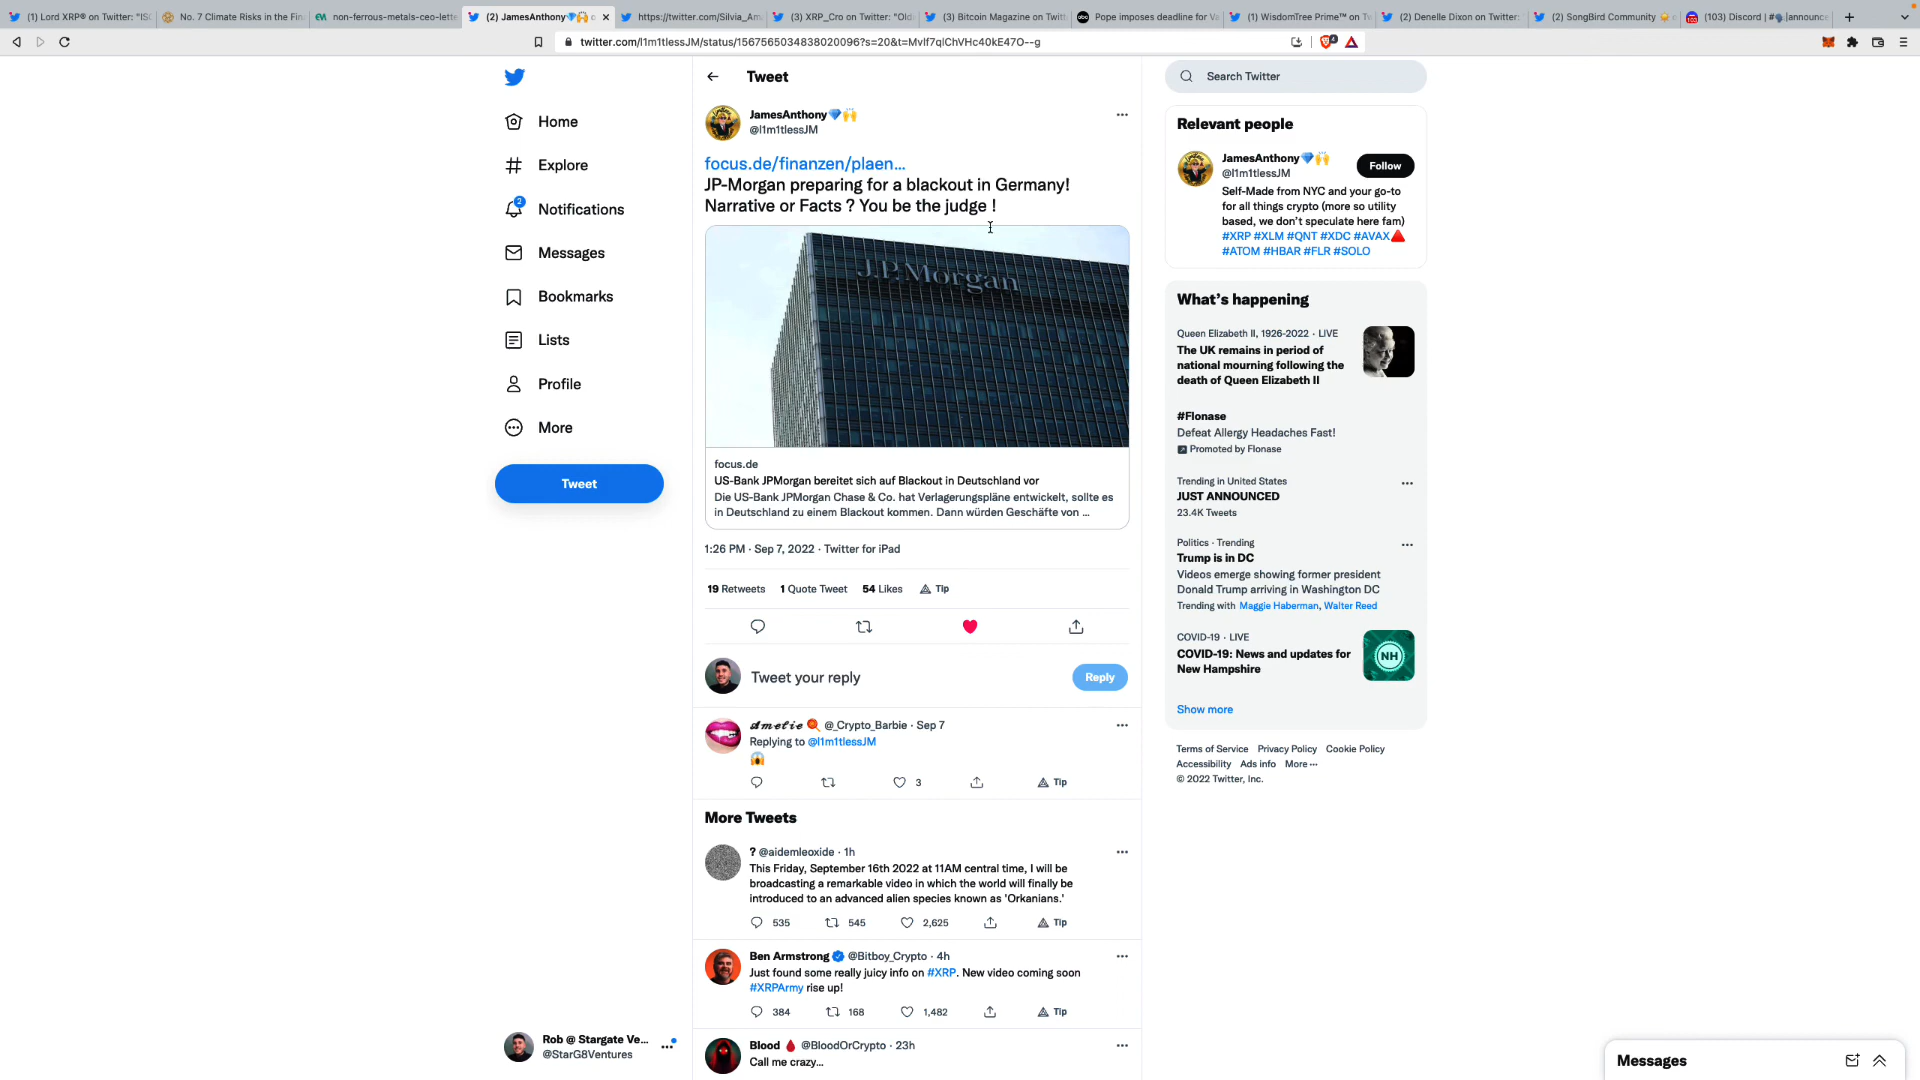 (1) Lord XRP® on Twitter: "ISO
No. 7 Climate Risks in the Fin
non-ferrous-metals-ceo-lette
(2) JamesAnthony💎🙌 o
https://twitter.com/Silvia_Am
(3) XRP_Cro on Twitter: "Old
(3) Bitcoin Magazine on Twitt
Pope imposes deadline for Va
(1) WisdomTree Prime™ on Tw
(2) Denelle Dixon on Twitter:
(2) SongBird Community
(103) Discord | #📢|announce
twitter.com/l1m1tlessJM/status/1567565034838020096?s=20&t=MvIf7qIChVHc40kE47O--g
Home
Explore
2
Notifications
Messages
Bookmarks
Lists
Profile
More
Tweet
Rob @ Stargate Ve...
@StarG8Ventures
Tweet
JamesAnthony💎🙌
@l1m1tlessJM
focus.de/finanzen/plaen...
JP-Morgan preparing for a blackout in Germany!
Narrative or Facts ? You be the judge !
J.P.Morgan
focus.de
US-Bank JPMorgan bereitet sich auf Blackout in Deutschland vor
Die US-Bank JPMorgan Chase & Co. hat Verlagerungspläne entwickelt, sollte es
in Deutschland zu einem Blackout kommen. Dann würden Geschäfte von ...
1:26 PM · Sep 7, 2022 · Twitter for iPad
19 Retweets 1 Quote Tweet 54 Likes Tip
Tweet your reply
Reply
𝓐𝓶𝓮𝓵𝓲𝓮 @_Crypto_Barbie · Sep 7
Replying to @l1m1tlessJM
😱
3 Tip
More Tweets
? @aidemleoxide · 1h
This Friday, September 16th 2022 at 11AM central time, I will be
broadcasting a remarkable video in which the world will finally be
introduced to an advanced alien species known as 'Orkanians.'
535 545 2,625 Tip
Ben Armstrong @Bitboy_Crypto · 4h
Just found some really juicy info on #XRP. New video coming soon
#XRPArmy rise up!
384 168 1,482 Tip
Blood 🩸 @BloodOrCrypto · 23h
Call me crazy...
Search Twitter
Relevant people
JamesAnthony💎🙌
@l1m1tlessJM
Follow
Self-Made from NYC and your go-to
for all things crypto (more so utility
based, we don't speculate here fam)
#XRP #XLM #QNT #XDC #AVAX🔺
#ATOM #HBAR #FLR #SOLO
What's happening
Queen Elizabeth II, 1926-2022 · LIVE
The UK remains in period of
national mourning following the
death of Queen Elizabeth II
#Flonase
Defeat Allergy Headaches Fast!
Promoted by Flonase
Trending in United States
JUST ANNOUNCED
23.4K Tweets
Politics · Trending
Trump is in DC
Videos emerge showing former president
Donald Trump arriving in Washington DC
Trending with Maggie Haberman, Walter Reed
COVID-19 · LIVE
COVID-19: News and updates for
New Hampshire
NH
Show more
Terms of Service Privacy Policy Cookie Policy
Accessibility Ads info More ···
© 2022 Twitter, Inc.
Messages